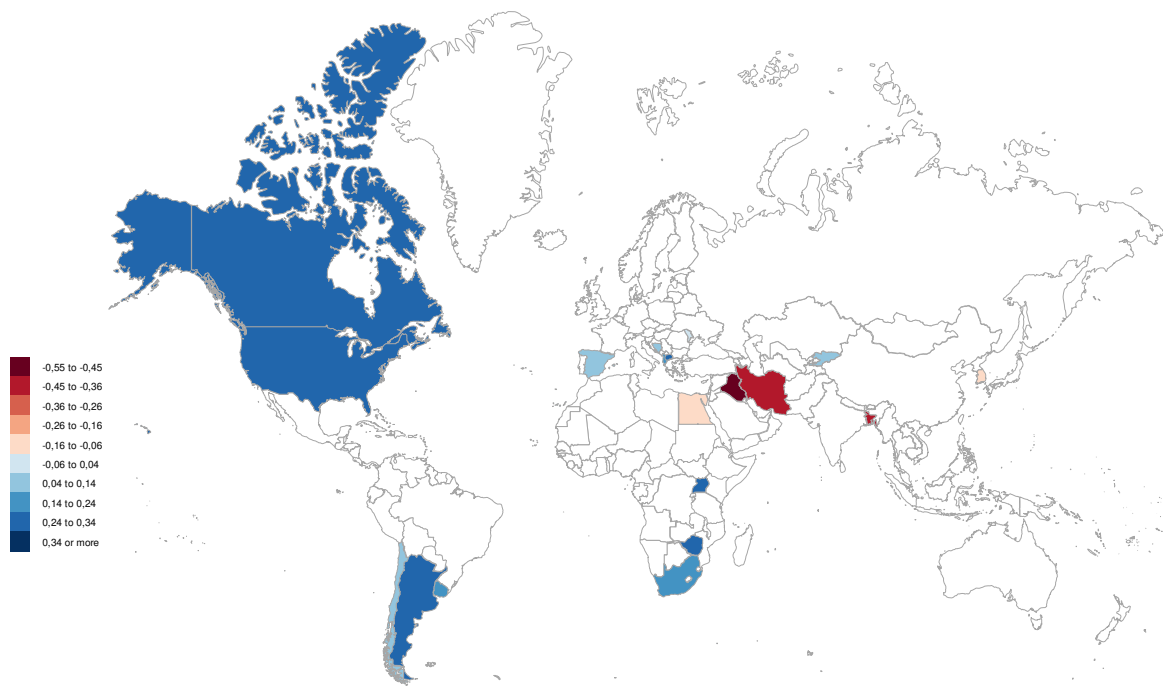 -0,55 to -0,45
-0,45 to -0,36
-0,36 to -0,26
-0,26 to -0,16
-0,16 to -0,06
-0,06 to 0,04
0,04 to 0,14
0,14 to 0,24
0,24 to 0,34
0,34 or more